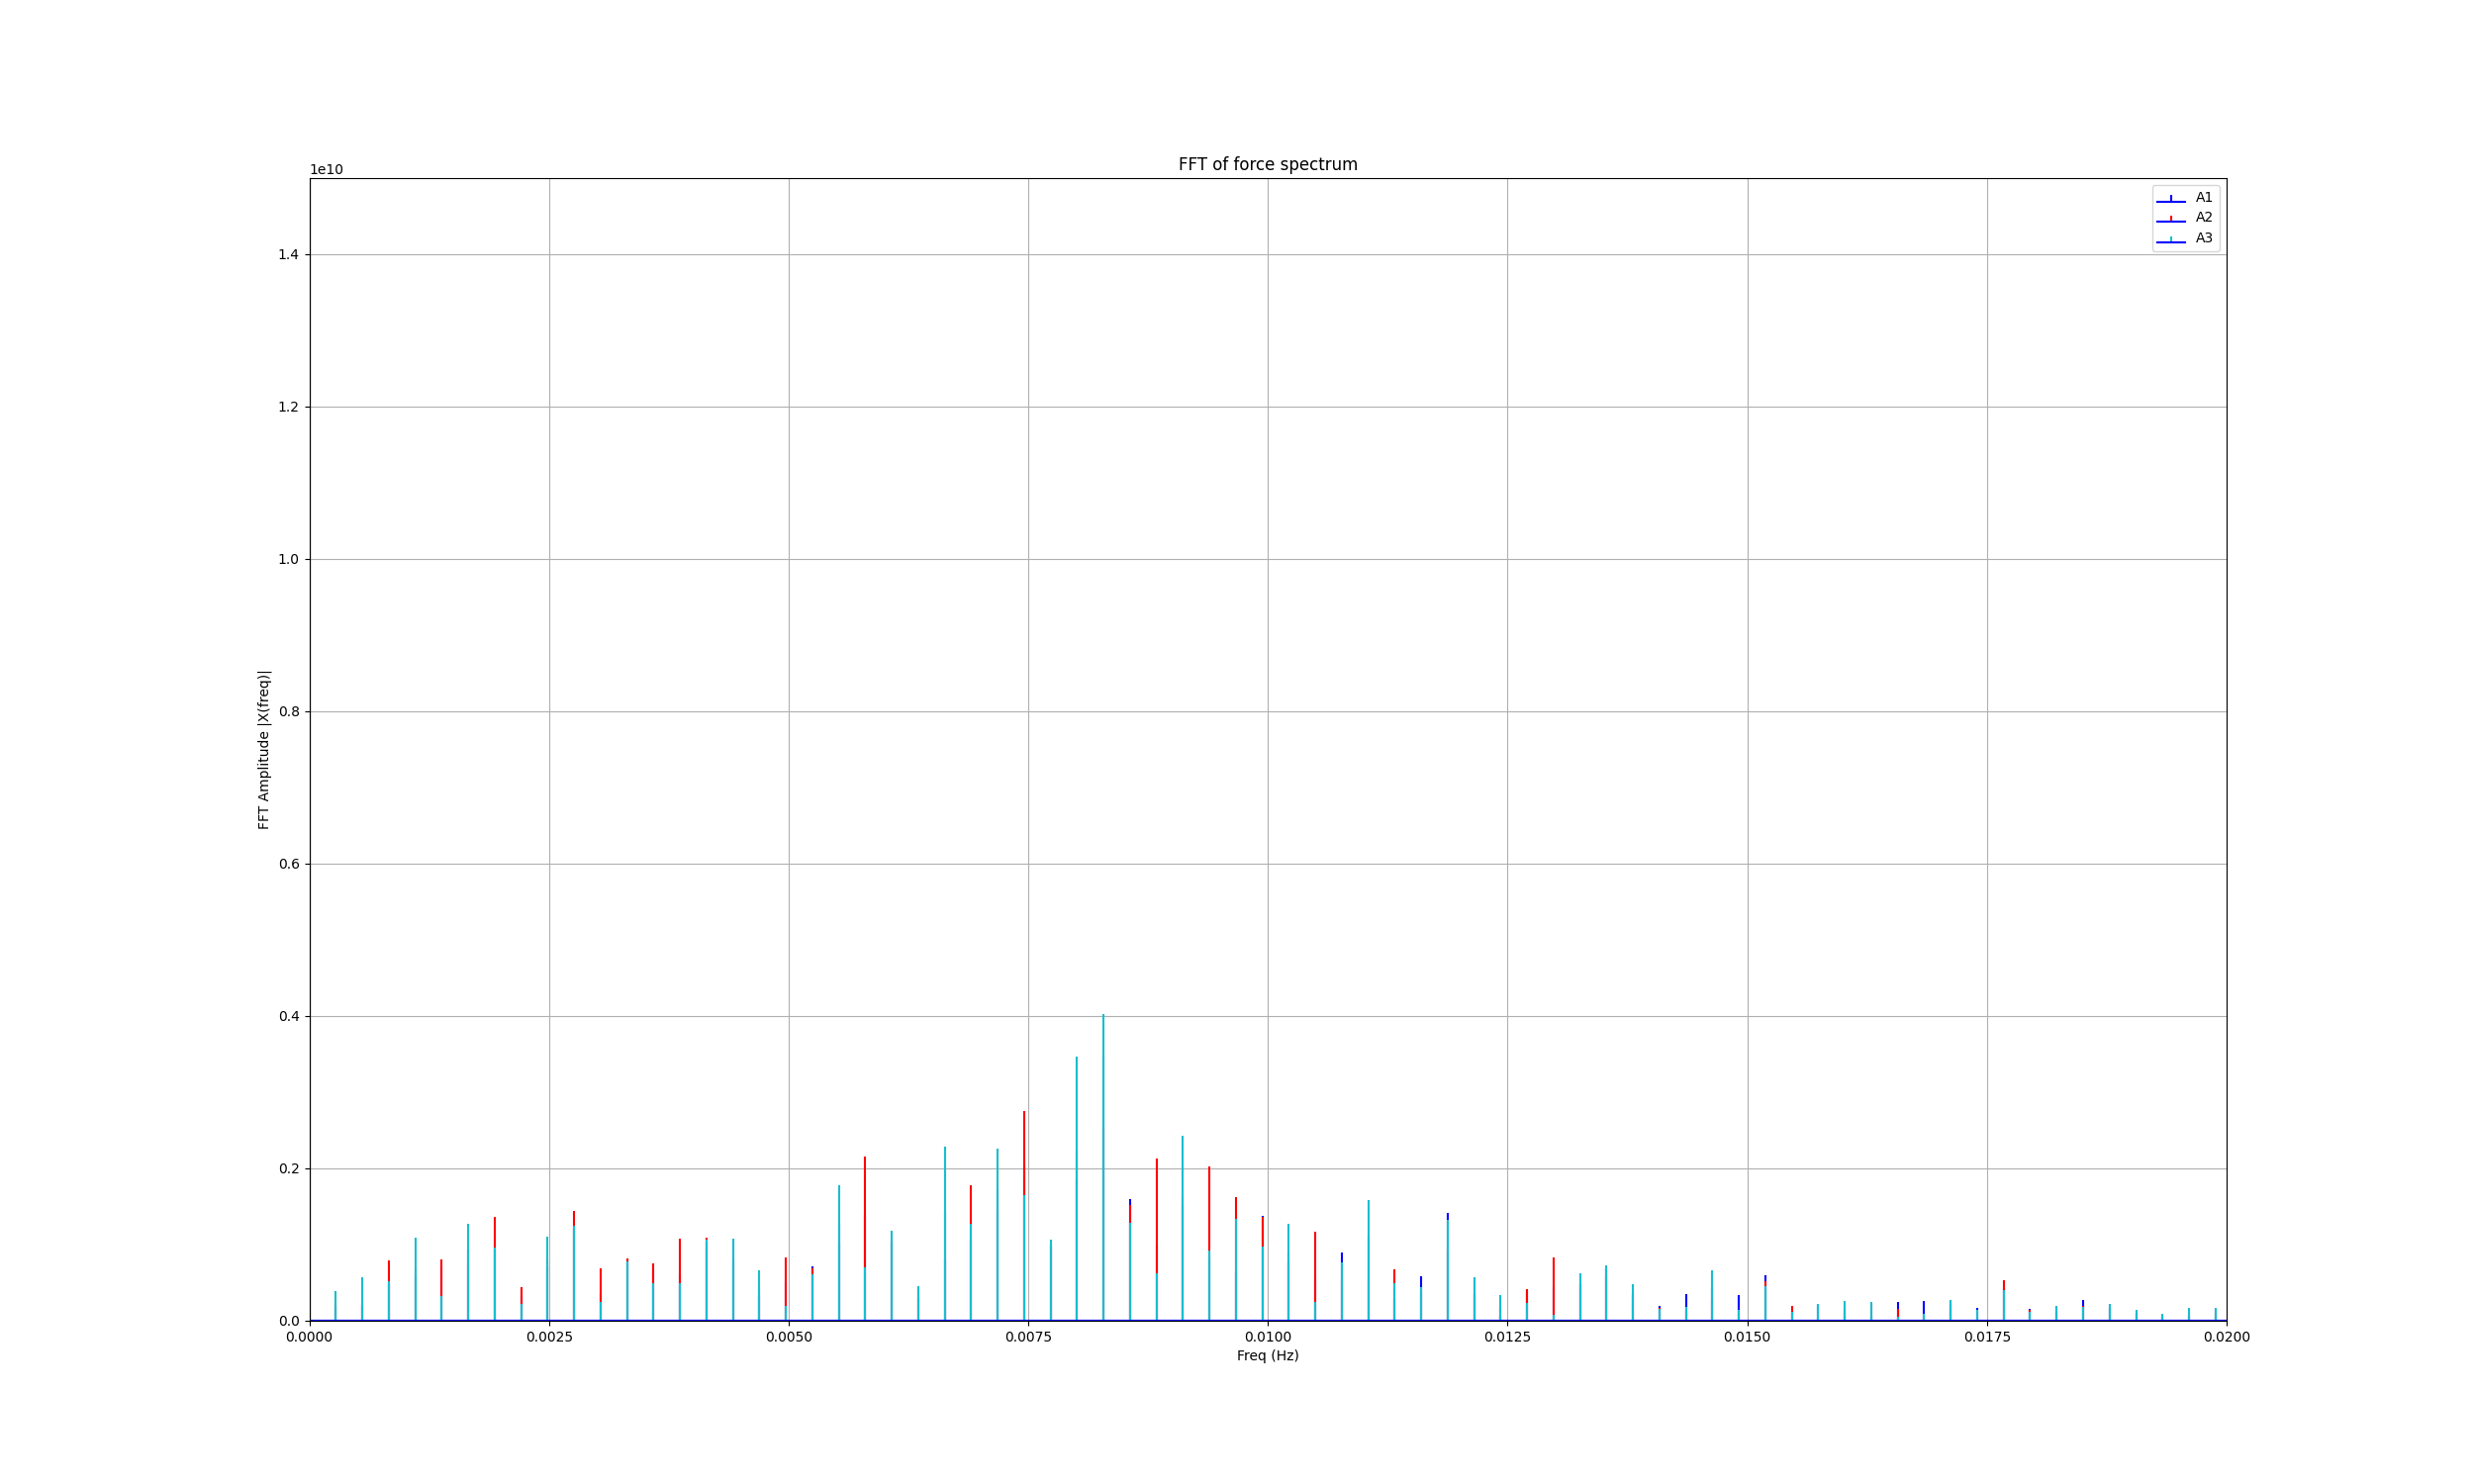 FFT of force spectrum
1e10
A1
A2
A3
1.4
1.2
1.0
0.8
0.6
0.4
0.2
0.0
FFT Amplitude |X(freq)|
0.0000 0.0025 0.0050 0.0075 0.0100 0.0125 0.0150 0.0175 0.0200
Freq (Hz)